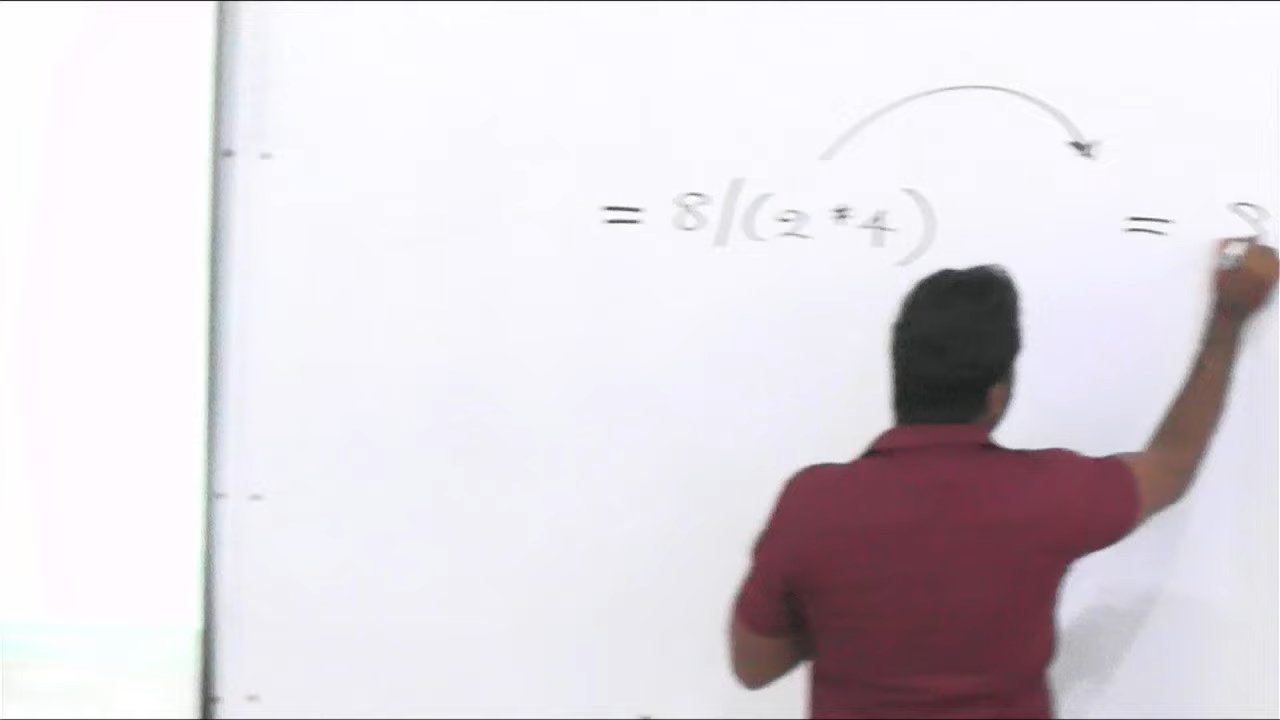 = 8/(2*4) = 8